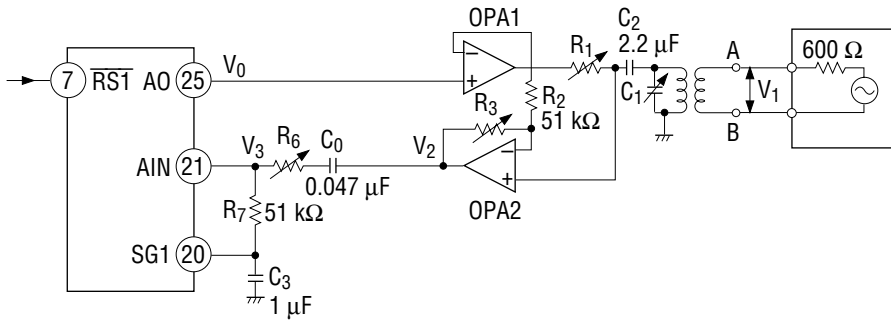 OPA1
C2
2.2 µF
R1
A
600 Ω
7
RS1
AO
25
V0
C1
V1
R2
51 kΩ
R3
B
V3
R6
C0
V2
AIN
21
0.047 µF
OPA2
R7
51 kΩ
SG1
20
C3
1 µF